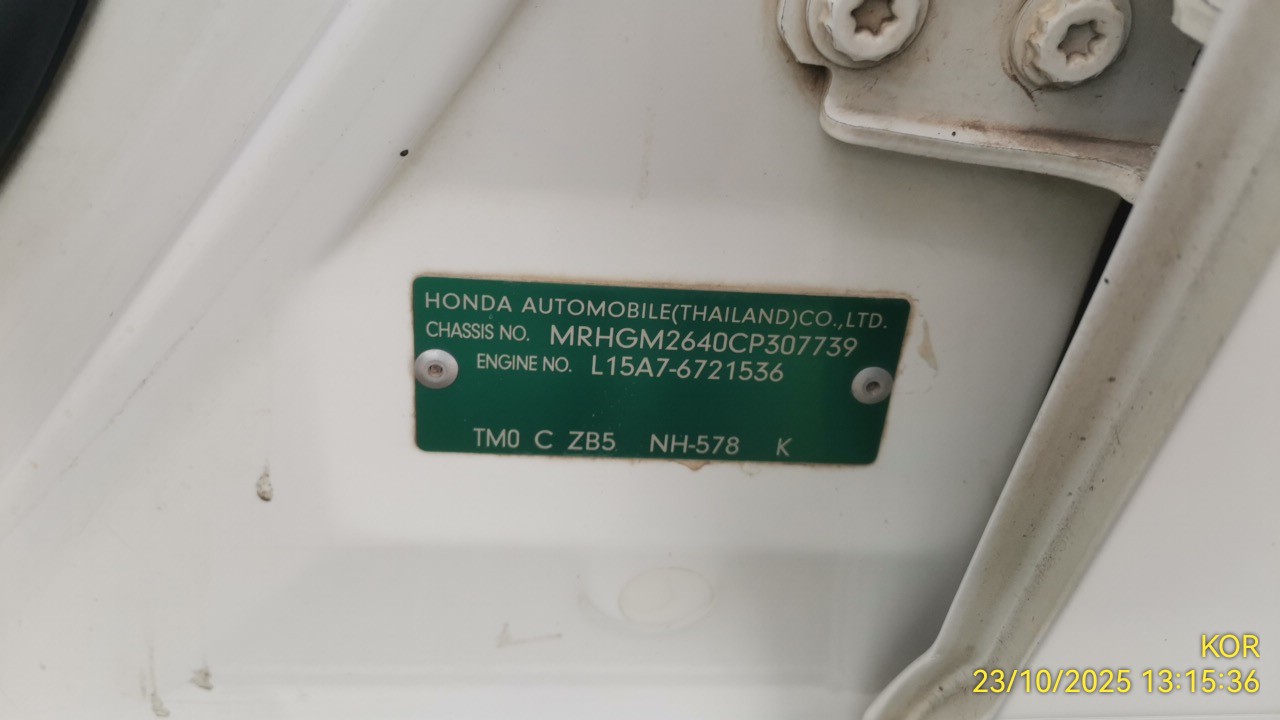 HONDA AUTOMOBILE(THAILAND)CO.,LTD.
CHASSIS NO. MRHGM2640CP307739
ENGINE NO. L15A7-6721536
TM0 C ZB5 NH-578 K
KOR
23/10/2025 13:15:36